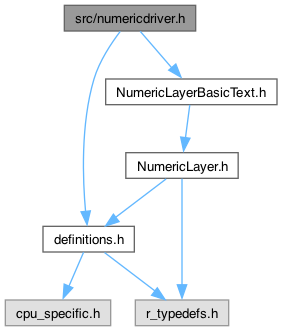 src/numericdriver.h
NumericLayerBasicText.h
NumericLayer.h
definitions.h
cpu_specific.h
r_typedefs.h